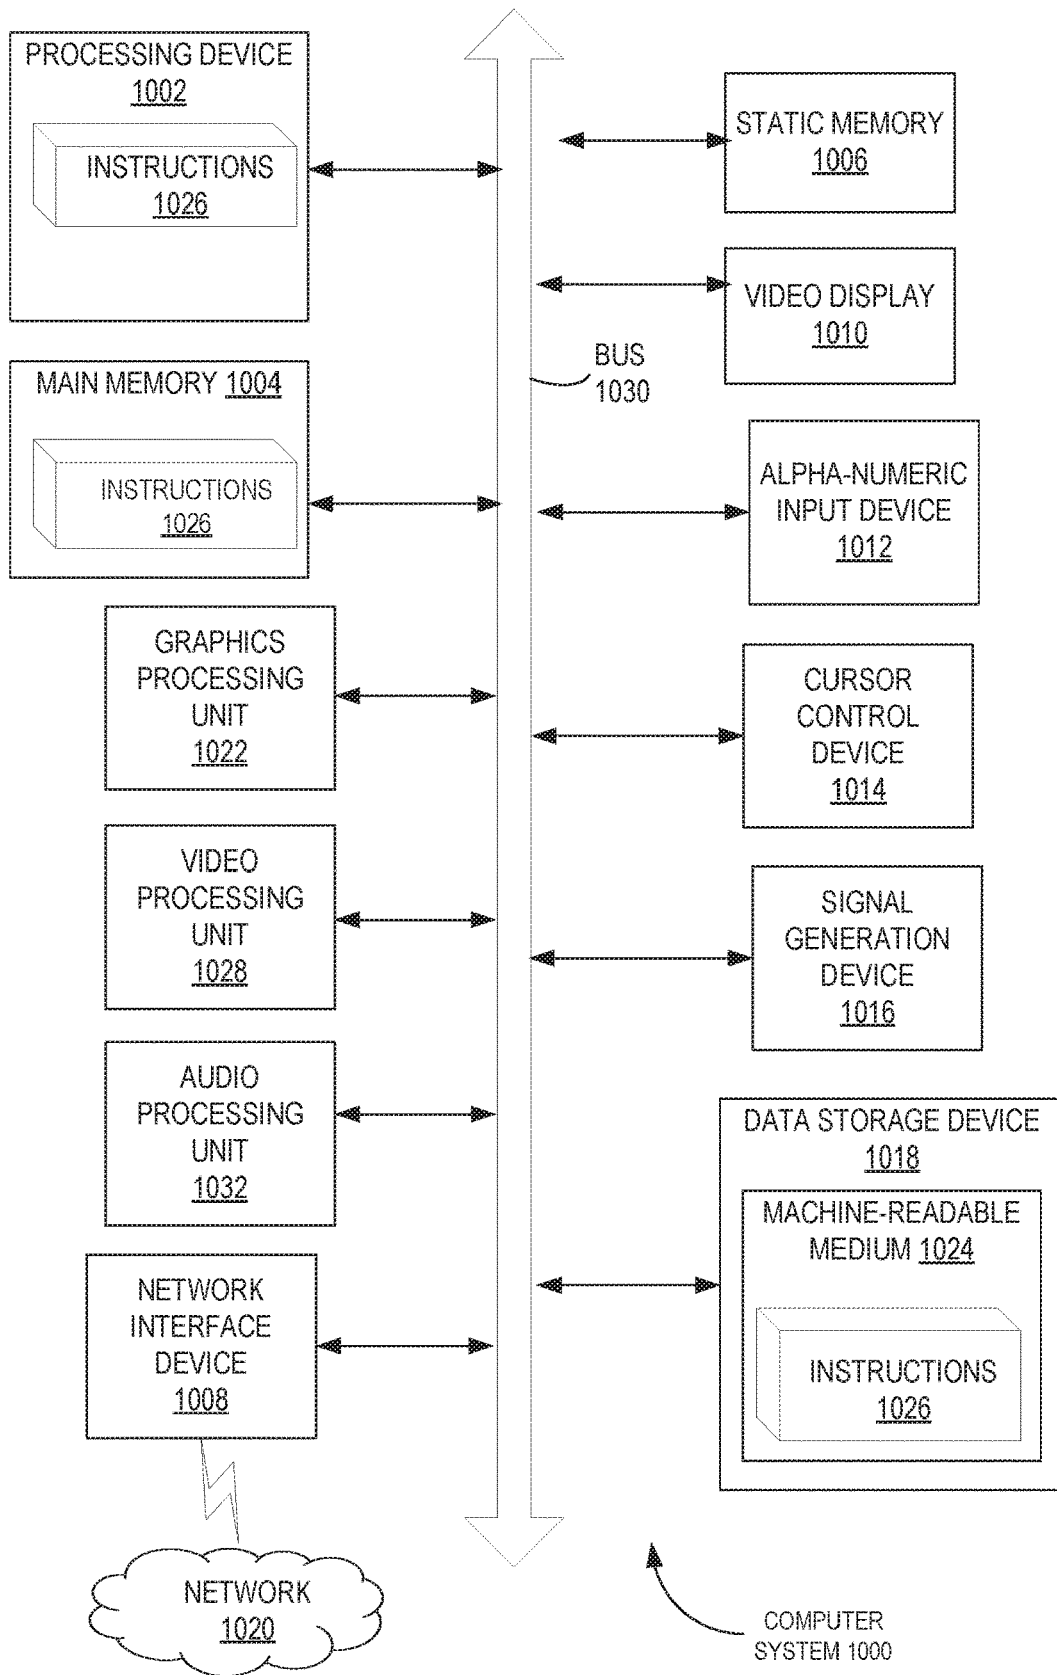 PROCESSING DEVICE
1002
INSTRUCTIONS
1026
MAIN MEMORY 1004
INSTRUCTIONS
1026
GRAPHICS
PROCESSING
UNIT
1022
VIDEO
PROCESSING
UNIT
1028
AUDIO
PROCESSING
UNIT
1032
NETWORK
INTERFACE
DEVICE
1008
NETWORK
1020
BUS
1030
STATIC MEMORY
1006
VIDEO DISPLAY
1010
ALPHA-NUMERIC
INPUT DEVICE
1012
CURSOR
CONTROL
DEVICE
1014
SIGNAL
GENERATION
DEVICE
1016
DATA STORAGE DEVICE
1018
MACHINE-READABLE
MEDIUM 1024
INSTRUCTIONS
1026
COMPUTER
SYSTEM 1000